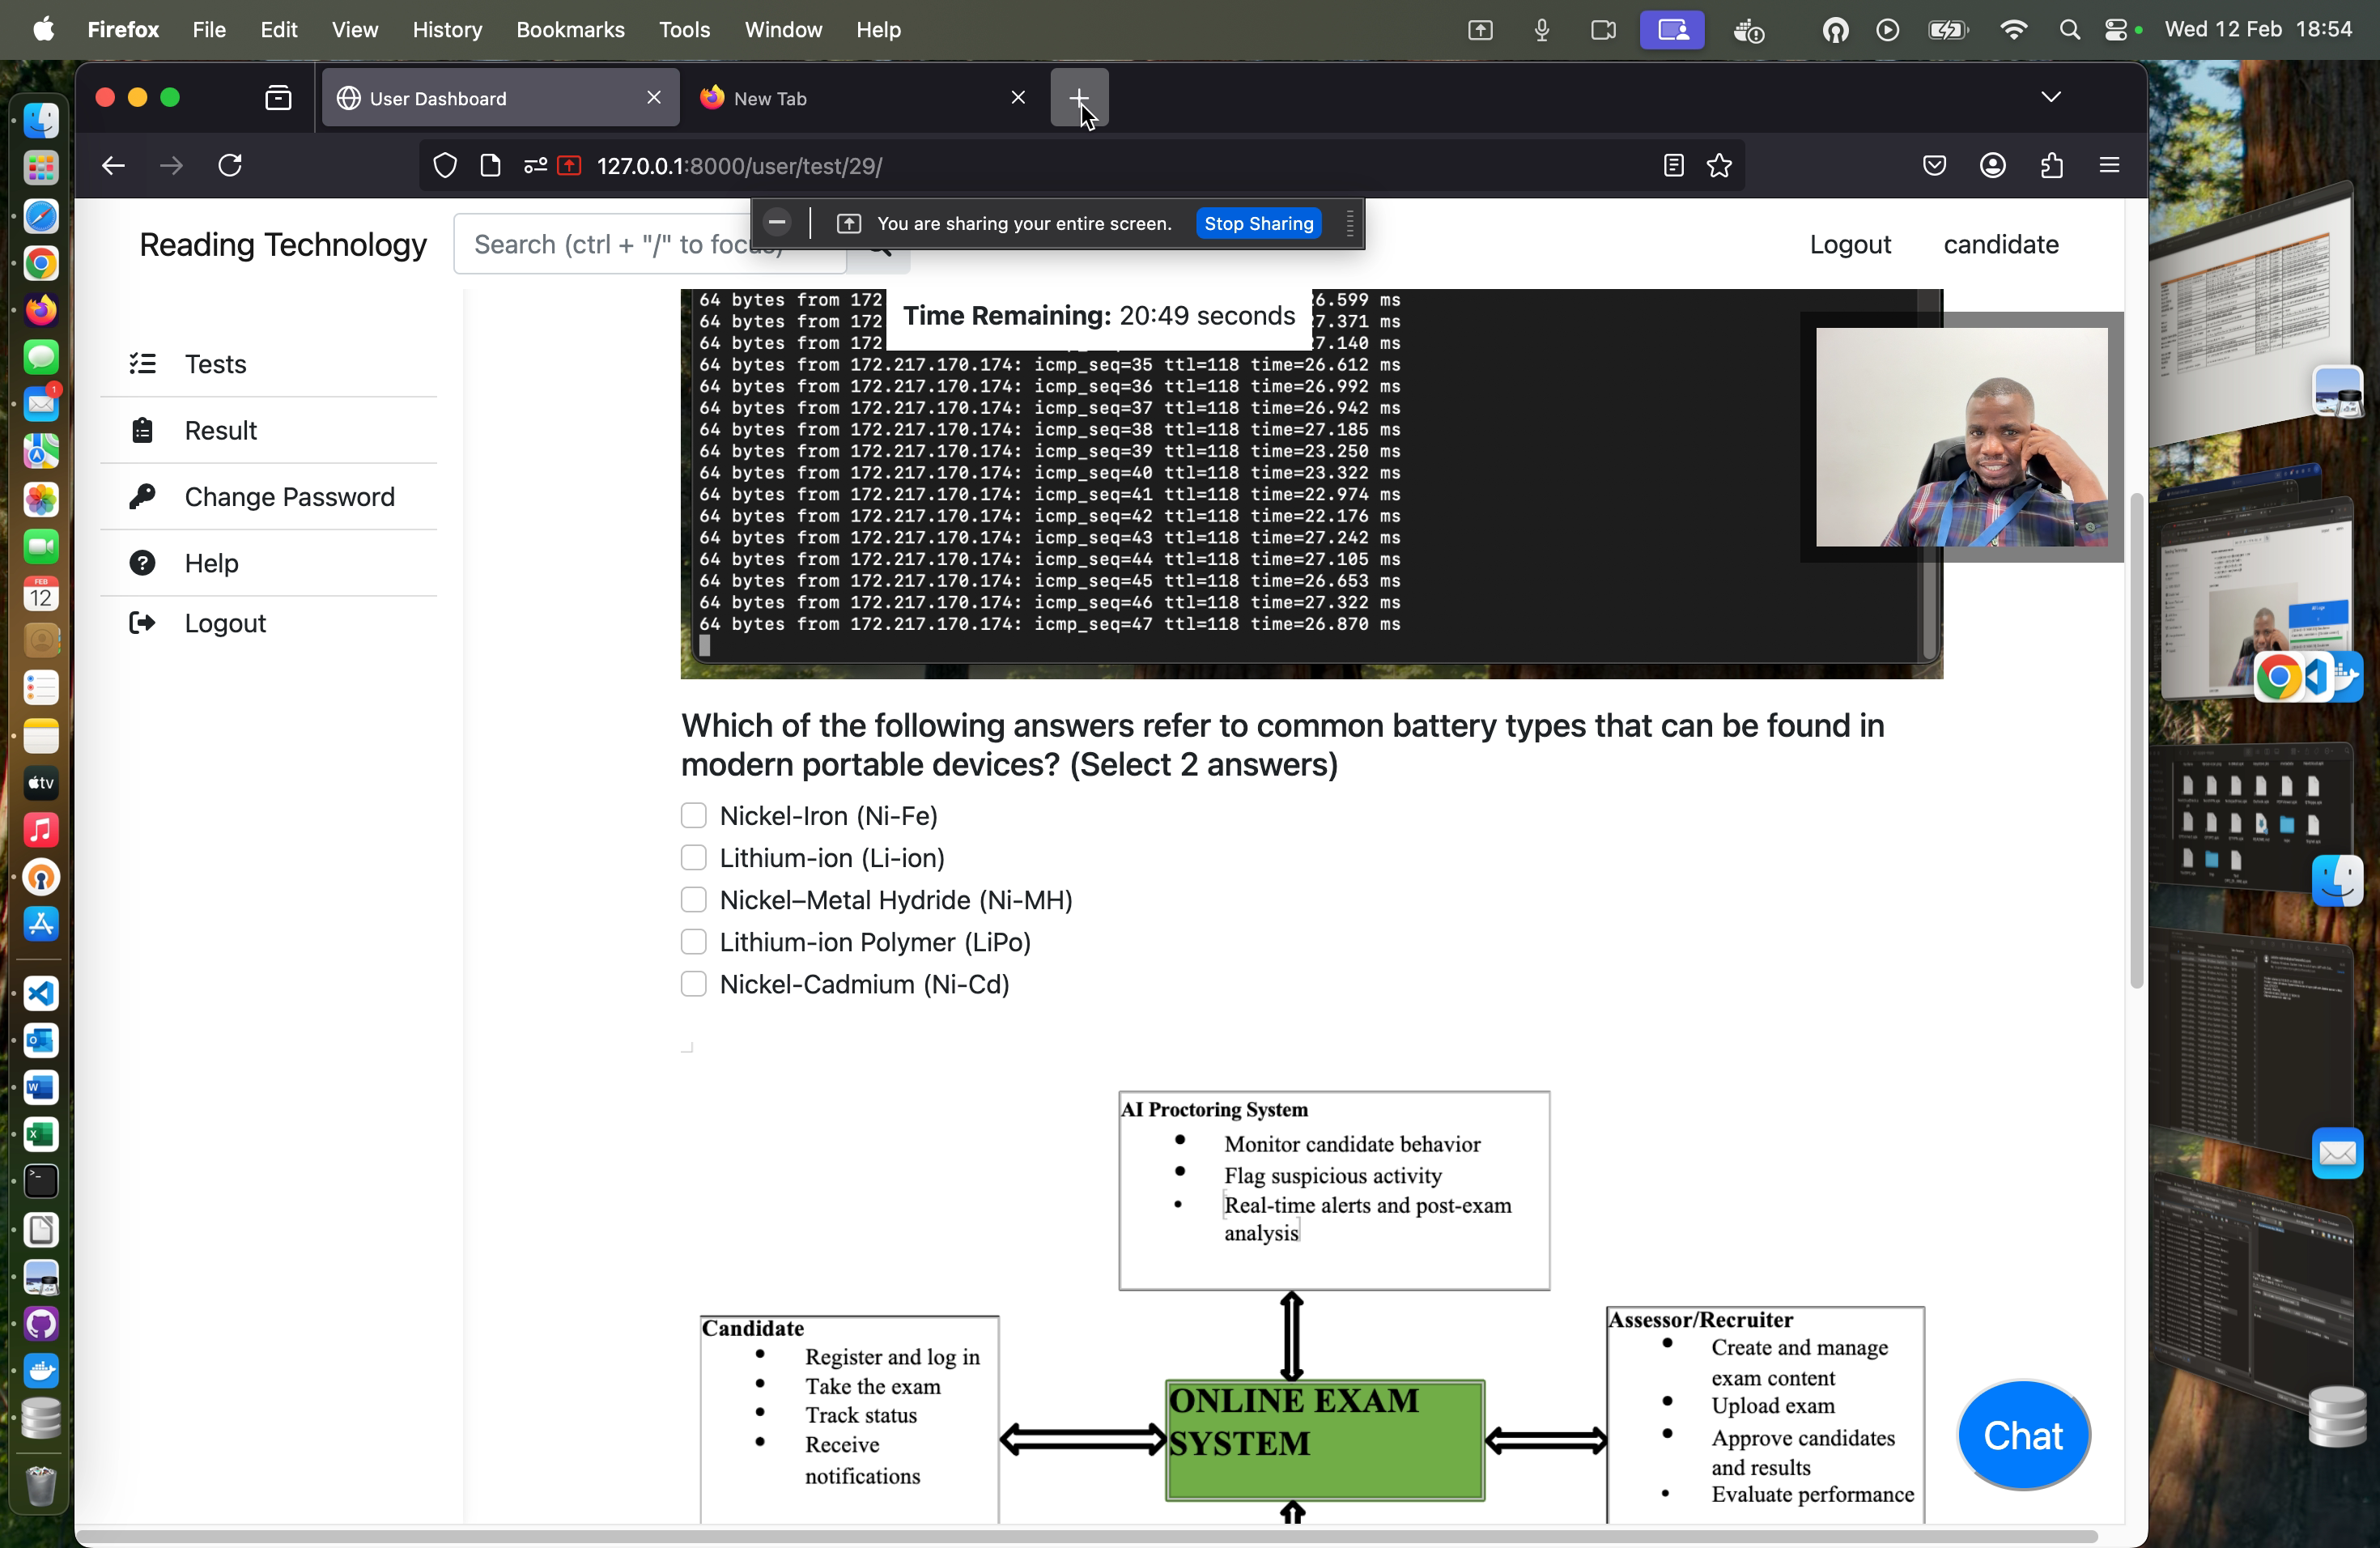 Firefox File Edit View History Bookmarks Tools Window Help Wed 12 Feb 18:54
User Dashboard New Tab
127.0.0.1:8000/user/test/29/
You are sharing your entire screen. Stop Sharing
Reading Technology Search (ctrl + "/" to focus) Logout candidate
Tests
Result
Change Password
Help
Logout
Time Remaining: 20:49 seconds
64 bytes from 172 6.599 ms
64 bytes from 172 7.371 ms
64 bytes from 172 7.140 ms
64 bytes from 172.217.170.174: icmp_seq=35 ttl=118 time=26.612 ms
64 bytes from 172.217.170.174: icmp_seq=36 ttl=118 time=26.992 ms
64 bytes from 172.217.170.174: icmp_seq=37 ttl=118 time=26.942 ms
64 bytes from 172.217.170.174: icmp_seq=38 ttl=118 time=27.185 ms
64 bytes from 172.217.170.174: icmp_seq=39 ttl=118 time=23.250 ms
64 bytes from 172.217.170.174: icmp_seq=40 ttl=118 time=23.322 ms
64 bytes from 172.217.170.174: icmp_seq=41 ttl=118 time=22.974 ms
64 bytes from 172.217.170.174: icmp_seq=42 ttl=118 time=22.176 ms
64 bytes from 172.217.170.174: icmp_seq=43 ttl=118 time=27.242 ms
64 bytes from 172.217.170.174: icmp_seq=44 ttl=118 time=27.105 ms
64 bytes from 172.217.170.174: icmp_seq=45 ttl=118 time=26.653 ms
64 bytes from 172.217.170.174: icmp_seq=46 ttl=118 time=27.322 ms
64 bytes from 172.217.170.174: icmp_seq=47 ttl=118 time=26.870 ms
Which of the following answers refer to common battery types that can be found in
modern portable devices? (Select 2 answers)
Nickel-Iron (Ni-Fe)
Lithium-ion (Li-ion)
Nickel–Metal Hydride (Ni-MH)
Lithium-ion Polymer (LiPo)
Nickel-Cadmium (Ni-Cd)
AI Proctoring System
• Monitor candidate behavior
• Flag suspicious activity
• Real-time alerts and post-exam
analysis
Candidate
• Register and log in
• Take the exam
• Track status
• Receive
notifications
ONLINE EXAM
SYSTEM
Assessor/Recruiter
• Create and manage
exam content
• Upload exam
• Approve candidates
and results
• Evaluate performance
Chat
1
FEB
12
tv